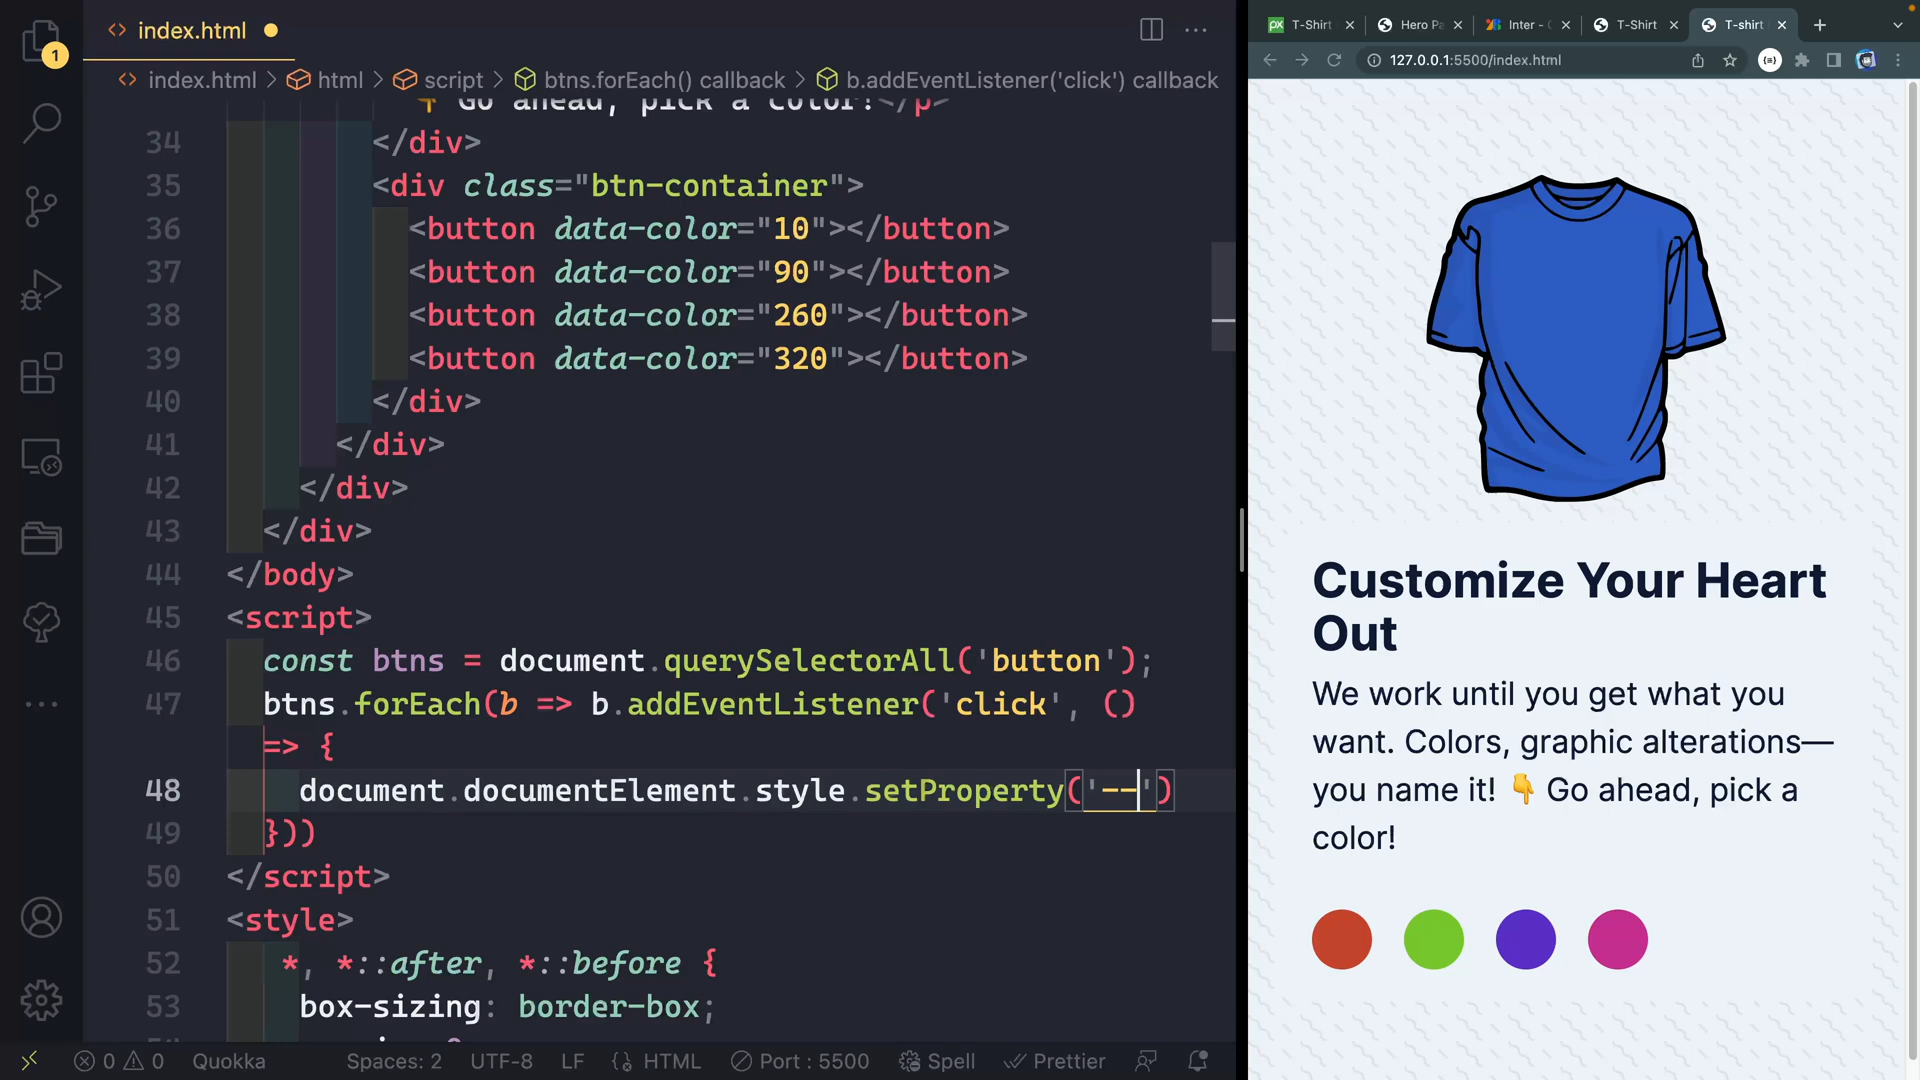 index.html
1
index.html > html > script > btns.forEach() callback > b.addEventListener('click') callback
👇 Go ahead, pick a color!</p>
34 </div>
35 <div class="btn-container">
36 <button data-color="10"></button>
37 <button data-color="90"></button>
38 <button data-color="260"></button>
39 <button data-color="320"></button>
40 </div>
41 </div>
42 </div>
43 </div>
44 </body>
45 <script>
46 const btns = document.querySelectorAll('button');
47 btns.forEach(b => b.addEventListener('click', ()
=> {
48 document.documentElement.style.setProperty('--')
49 }))
50 </script>
51 <style>
52 *, *::after, *::before {
53 box-sizing: border-box;
0 0 Quokka Spaces: 2 UTF-8 LF HTML Port : 5500 Spell Prettier
T-Shirt Hero Pa Inter - T-Shirt T-shirt
127.0.0.1:5500/index.html
Customize Your Heart
Out
We work until you get what you
want. Colors, graphic alterations—
you name it! 👇 Go ahead, pick a
color!